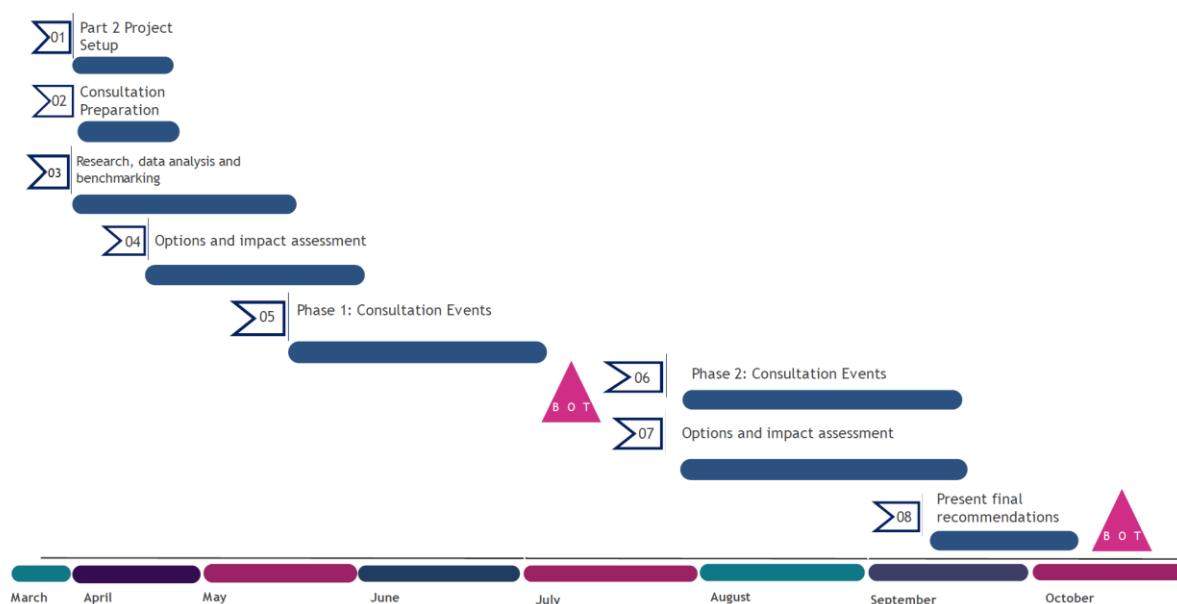 01
Part 2 Project
Setup
02
Consultation
Preparation
03
Research, data analysis and
benchmarking
04
Options and impact assessment
05
Phase 1: Consultation Events
B O T
06
Phase 2: Consultation Events
07
Options and impact assessment
08
Present final
recommendations
B O T
March April May June July August September October